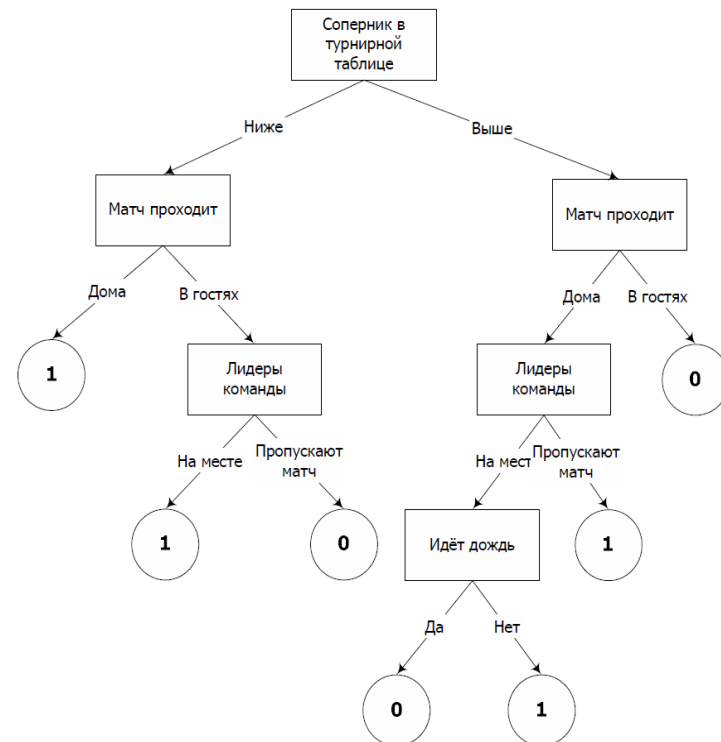 Соперник в
турнирной
таблице
Ниже
Выше
Матч проходит
Матч проходит
Дома
В гостях
Дома
В гостях
1
Лидеры
команды
Лидеры
команды
0
На месте
Пропускают
матч
На мест
Пропускают
матч
1
0
Идёт дождь
1
Да
Нет
0
1